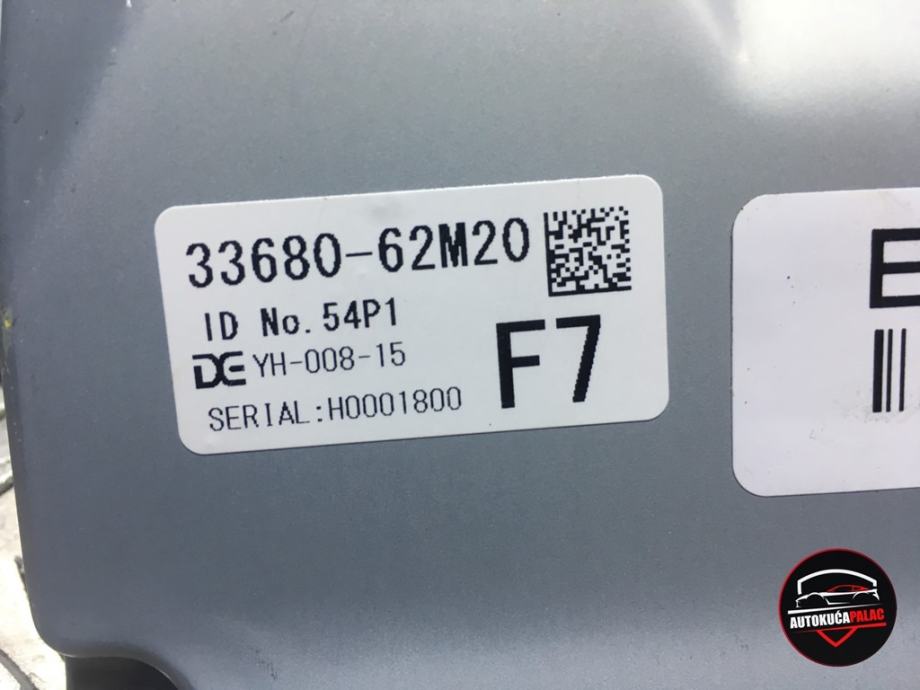 33680-62M20
ID No. 54P1
DE YH-008-15
F7
SERIAL:H0001800
E
AUTOKUĆAPALAC